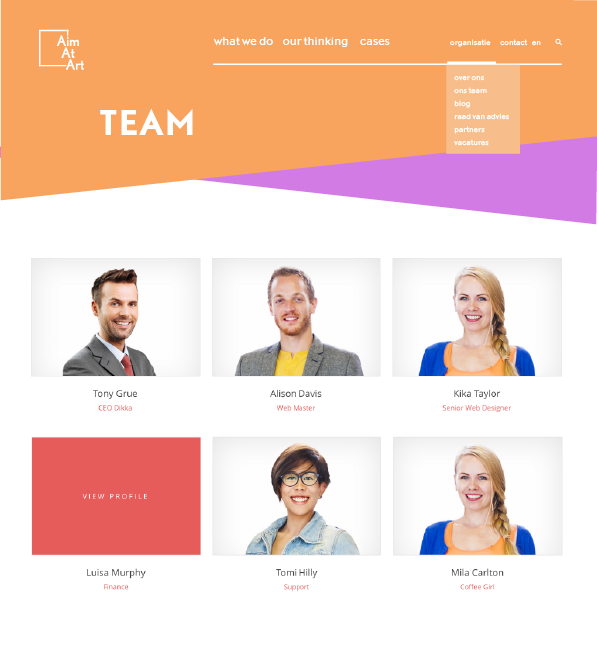 Aim
At
Art
what we do our thinking cases
organisatie contact en
over ons
ons team
blog
raad van advies
partners
vacatures
TEAM
Tony Grue
CEO Dikka
Alison Davis
Web Master
Kika Taylor
Senior Web Designer
VIEW PROFILE
Luisa Murphy
Finance
Tomi Hilly
Support
Mila Carlton
Coffee Girl